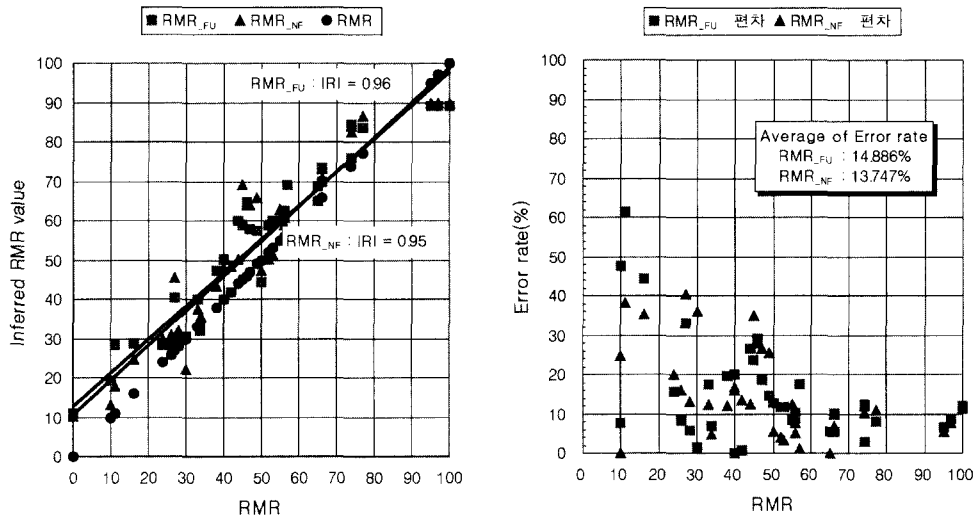 RMR_FU RMR_NF RMR
Inferred RMR value
100
90
80
70
60
50
40
30
20
10
0
RMR_FU : IRI = 0.96
RMR_NF : IRI = 0.95
0 10 20 30 40 50 60 70 80 90 100
RMR
RMR_FU 편차 RMR_NF 편차
Error rate(%)
100
90
80
70
60
50
40
30
20
10
0
Average of Error rate
RMR_FU : 14.886%
RMR_NF : 13.747%
0 10 20 30 40 50 60 70 80 90 100
RMR